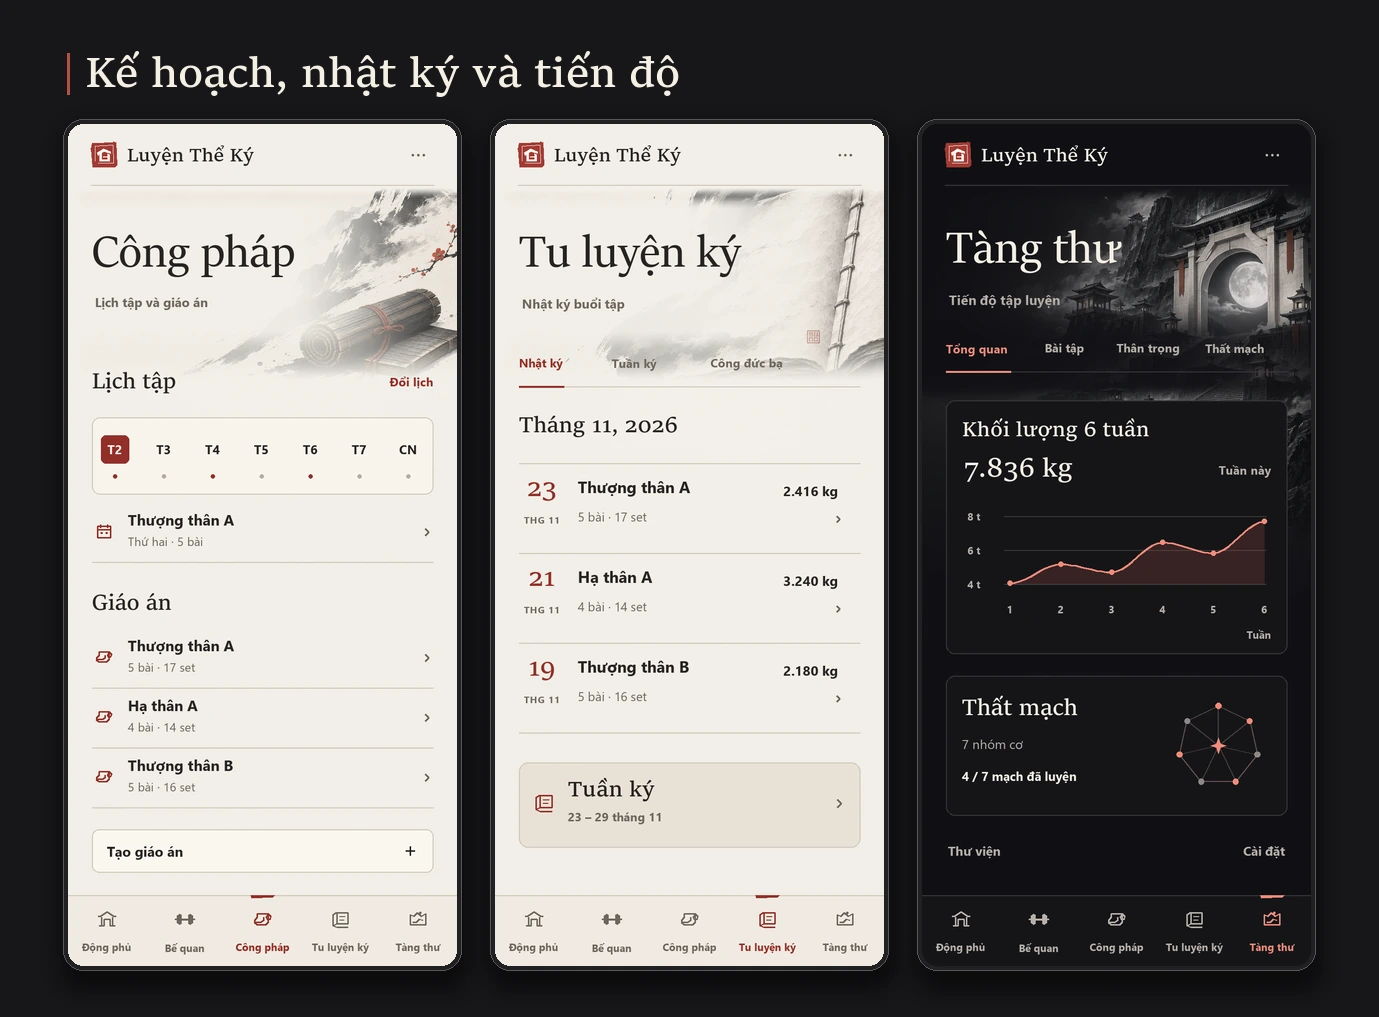 Kế hoạch, nhật ký và tiến độ
Luyện Thể Ký
Công pháp
Lịch tập và giáo án
Lịch tập
Đổi lịch
T2 T3 T4 T5 T6 T7 CN
Thượng thân A
Thứ hai · 5 bài
Giáo án
Thượng thân A
5 bài · 17 set
Hạ thân A
4 bài · 14 set
Thượng thân B
5 bài · 16 set
Tạo giáo án +
Động phủ Bế quan Công pháp Tu luyện ký Tàng thư
Luyện Thể Ký
Tu luyện ký
Nhật ký buổi tập
Nhật ký Tuần ký Công đức bạ
Tháng 11, 2026
23 Thượng thân A 2.416 kg
THG 11 5 bài · 17 set
21 Hạ thân A 3.240 kg
THG 11 4 bài · 14 set
19 Thượng thân B 2.180 kg
THG 11 5 bài · 16 set
Tuần ký
23 – 29 tháng 11
Động phủ Bế quan Công pháp Tu luyện ký Tàng thư
Luyện Thể Ký
Tàng thư
Tiến độ tập luyện
Tổng quan Bài tập Thân trọng Thất mạch
Khối lượng 6 tuần
7.836 kg Tuần này
8 t
6 t
4 t
1 2 3 4 5 6
Tuần
Thất mạch
7 nhóm cơ
4 / 7 mạch đã luyện
Thư viện Cài đặt
Động phủ Bế quan Công pháp Tu luyện ký Tàng thư